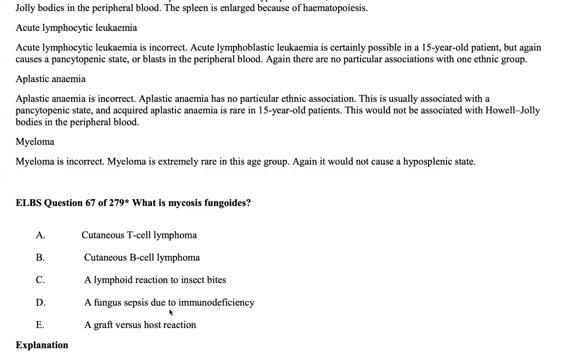 Jolly bodies in the peripheral blood. The spleen is enlarged because of haematopoiesis.
Acute lymphocytic leukaemia
Acute lymphocytic leukaemia is incorrect. Acute lymphoblastic leukaemia is certainly possible in a 15-year-old patient, but again
causes a pancytopenic state, or blasts in the peripheral blood. Again there are no particular associations with one ethnic group.
Aplastic anaemia
Aplastic anaemia is incorrect. Aplastic anaemia has no particular ethnic association. This is usually associated with a
pancytopenic state, and acquired aplastic anaemia is rare in 15-year-old patients. This would not be associated with Howell–Jolly
bodies in the peripheral blood.
Myeloma
Myeloma is incorrect. Myeloma is extremely rare in this age group. Again it would not cause a hyposplenic state.
ELBS Question 67 of 279* What is mycosis fungoides?
A. Cutaneous T-cell lymphoma
B. Cutaneous B-cell lymphoma
C. A lymphoid reaction to insect bites
D. A fungus sepsis due to immunodeficiency
E. A graft versus host reaction
Explanation